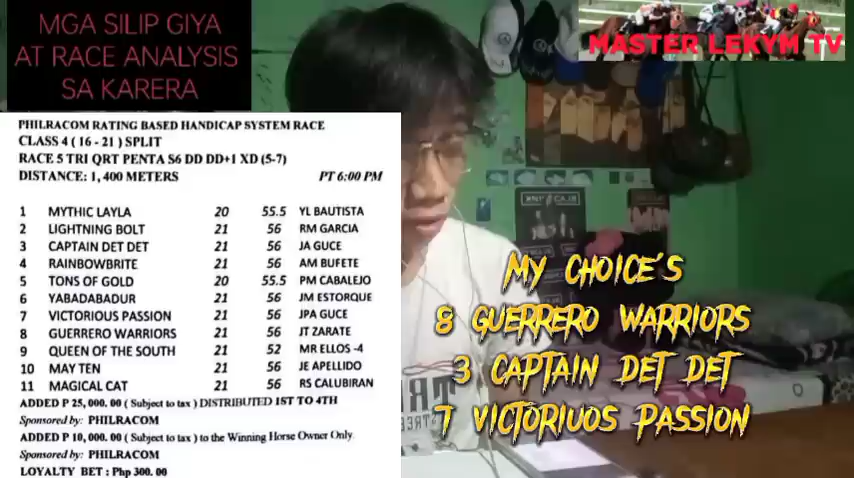 MGA SILIP GIYA
AT RACE ANALYSIS
SA KARERA
MASTER LEKYM TV
PHILRACOM RATING BASED HANDICAP SYSTEM RACE
CLASS 4 ( 16 - 21 ) SPLIT
RACE 5 TRI QRT PENTA S6 DD DD+1 XD (5-7)
DISTANCE: 1, 400 METERS PT 6:00 PM
1 MYTHIC LAYLA 20 55.5 YL BAUTISTA
2 LIGHTNING BOLT 21 56 RM GARCIA
3 CAPTAIN DET DET 21 56 JA GUCE
4 RAINBOWBRITE 21 56 AM BUFETE
5 TONS OF GOLD 20 55.5 PM CABALEJO
6 YABADABADUR 21 56 JM ESTORQUE
7 VICTORIOUS PASSION 21 56 JPA GUCE
8 GUERRERO WARRIORS 21 56 JT ZARATE
9 QUEEN OF THE SOUTH 21 52 MR ELLOS -4
10 MAY TEN 21 56 JE APELLIDO
11 MAGICAL CAT 21 56 RS CALUBIRAN
ADDED P 25, 000. 00 ( Subject to tax ) DISTRIBUTED 1ST TO 4TH
Sponsored by: PHILRACOM
ADDED P 10, 000. 00 ( Subject to tax ) to the Winning Horse Owner Only.
Sponsored by: PHILRACOM
LOYALTY BET : Php 300. 00
MY CHOICE'S
8 GUERRERO WARRIORS
3 CAPTAIN DET DET
7 VICTORIUOS PASSION